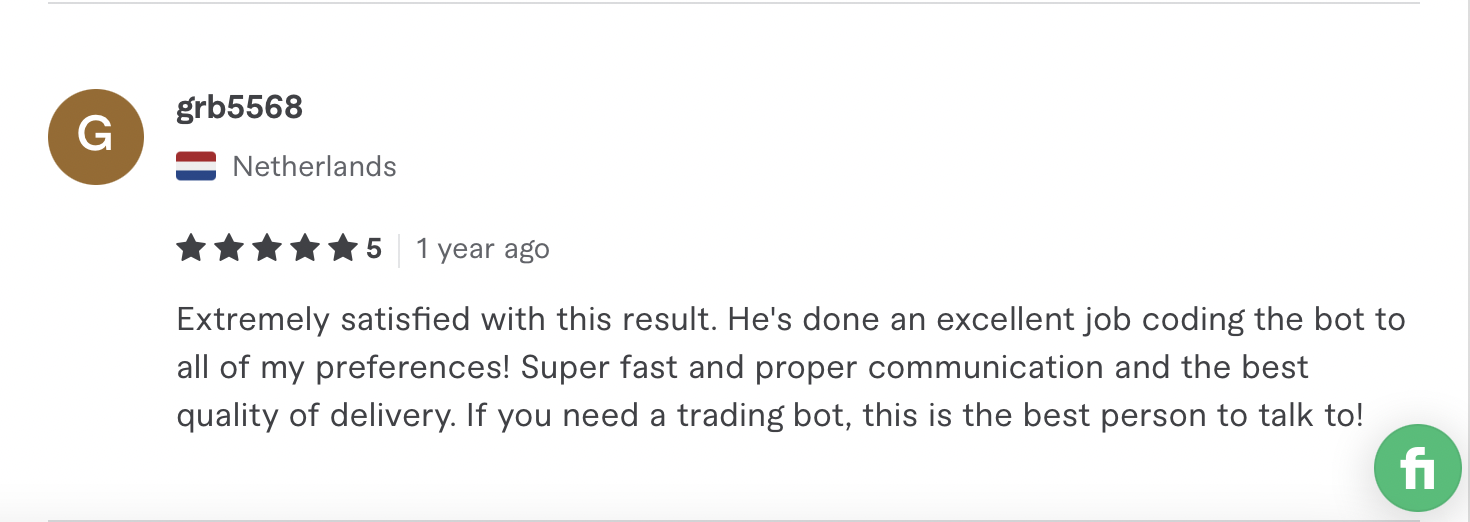 G
grb5568
Netherlands
5
1 year ago
Extremely satisfied with this result. He's done an excellent job coding the bot to
all of my preferences! Super fast and proper communication and the best
quality of delivery. If you need a trading bot, this is the best person to talk to!
fi